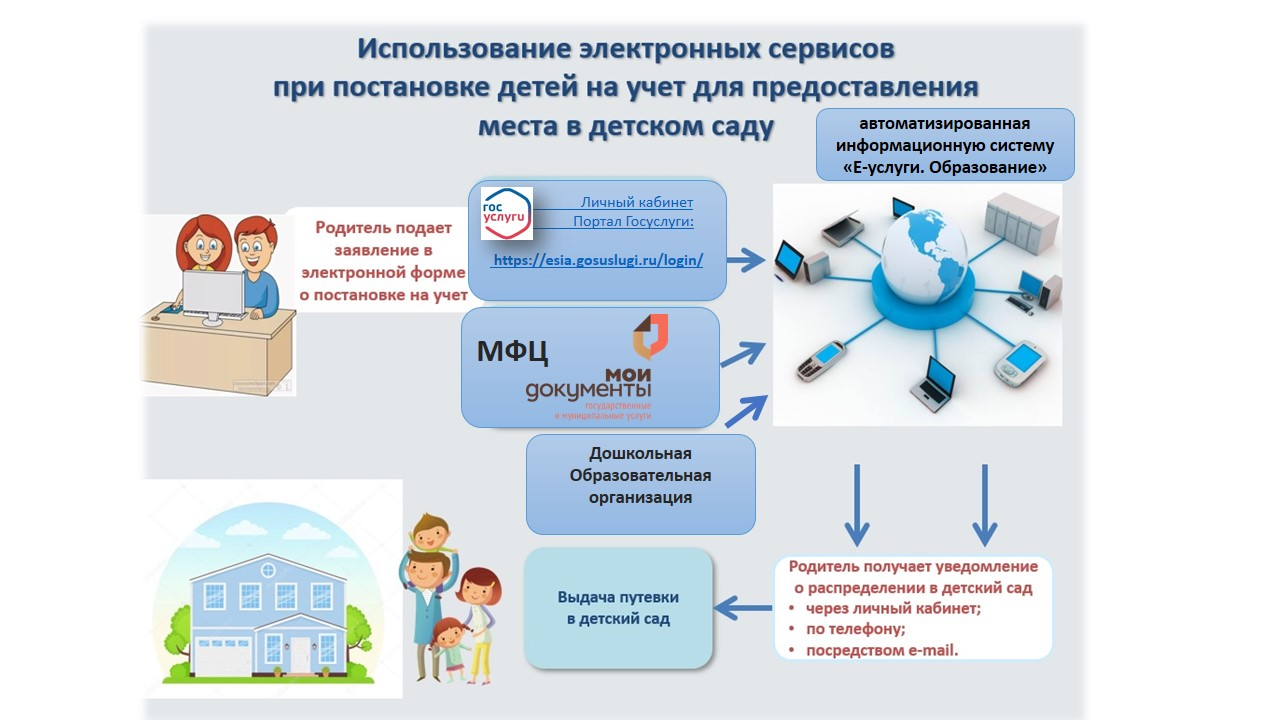 Использование электронных сервисов
при постановке детей на учет для предоставления
места в детском саду
автоматизированная
информационную систему
«Е-услуги. Образование»
гос
услуги
Личный кабинет
Портал Госуслуги:
https://esia.gosuslugi.ru/login/
Родитель подает
заявление в
электронной форме
о постановке на учет
МФЦ
мои
документы
государственные
и муниципальные услуги
Дошкольная
Образовательная
организация
Родитель получает уведомление
о распределении в детский сад
• через личный кабинет;
• по телефону;
• посредством e-mail.
Выдача путевки
в детский сад